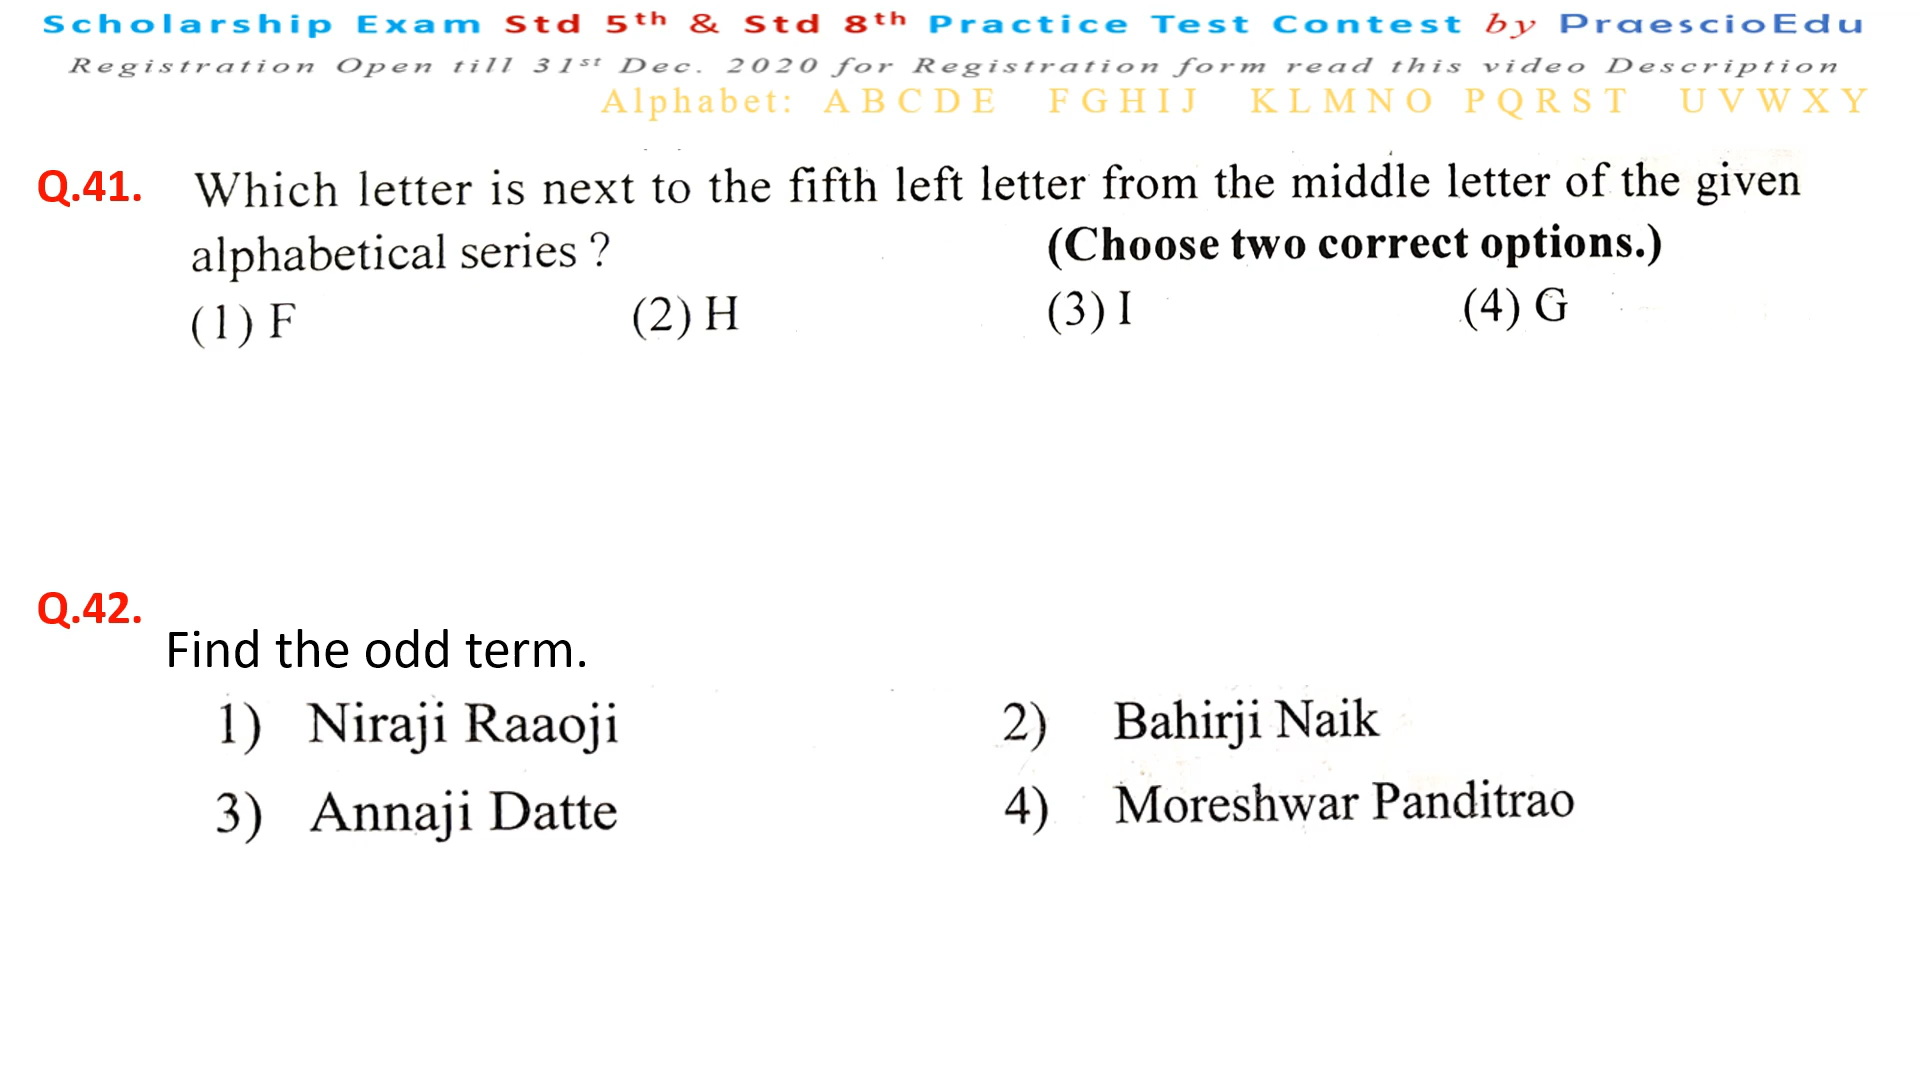 Scholarship Exam Std 5th & Std 8th Practice Test Contest by PraescioEdu
Registration Open till 31st Dec. 2020 for Registration form read this video Description
Alphabet: A B C D E F G H I J K L M N O P Q R S T U V W X Y
Q.41. Which letter is next to the fifth left letter from the middle letter of the given
alphabetical series ? (Choose two correct options.)
(1) F (2) H (3) I (4) G
Q.42.
Find the odd term.
1) Niraji Raaoji 2) Bahirji Naik
3) Annaji Datte 4) Moreshwar Panditrao